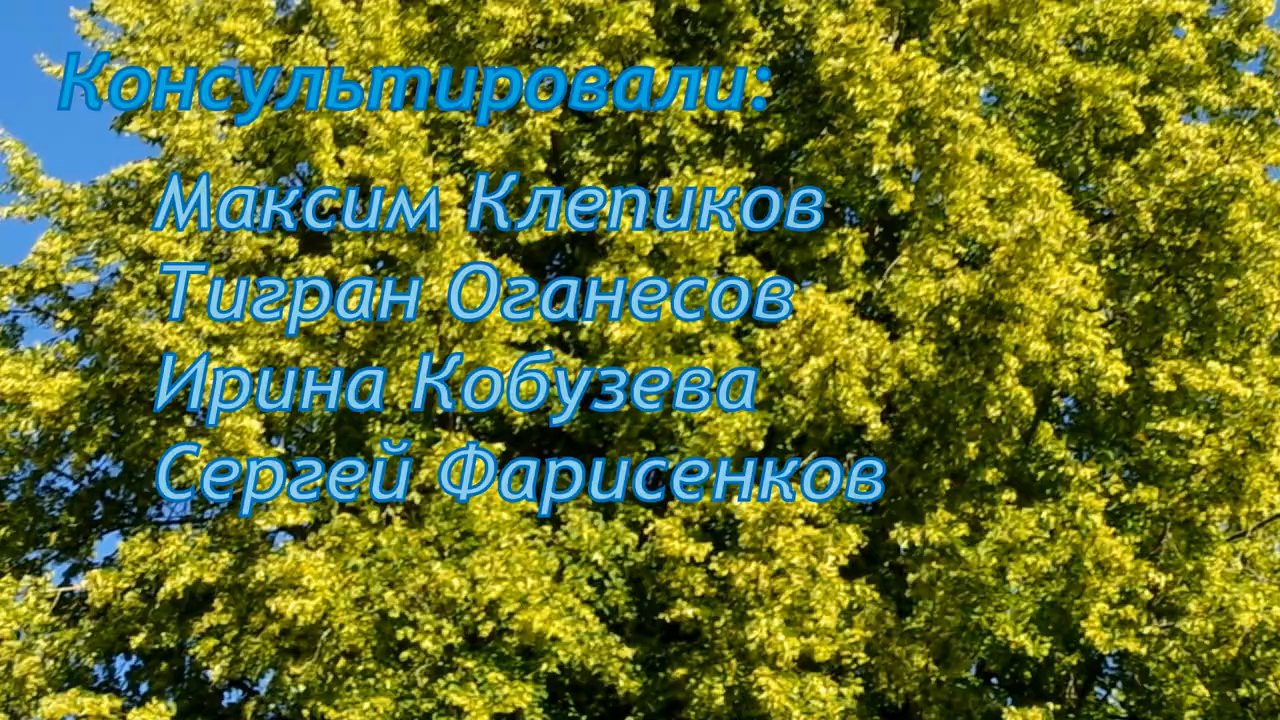 Консультировали:
Максим Клепиков
Тигран Оганесов
Ирина Кобузева
Сергей Фарисенков